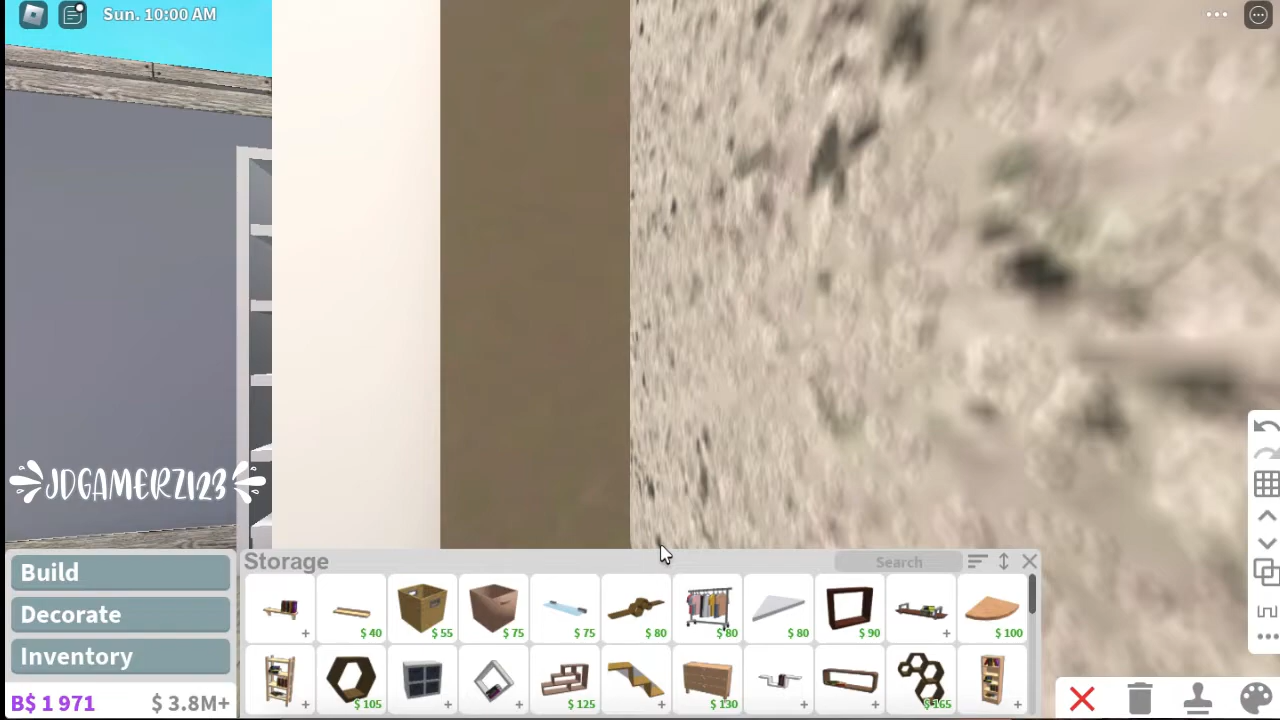 Sun. 10:00 AM
JDGAMERZ123
Build
Decorate
Inventory
B$ 1 971
$ 3.8M+
Storage
Search
+
$ 40
$ 55
$ 75
$ 75
$ 80
$ 80
$ 80
$ 90
+
$ 100
+
$ 105
+
+
$ 125
+
$ 130
+
+
$ 165
+